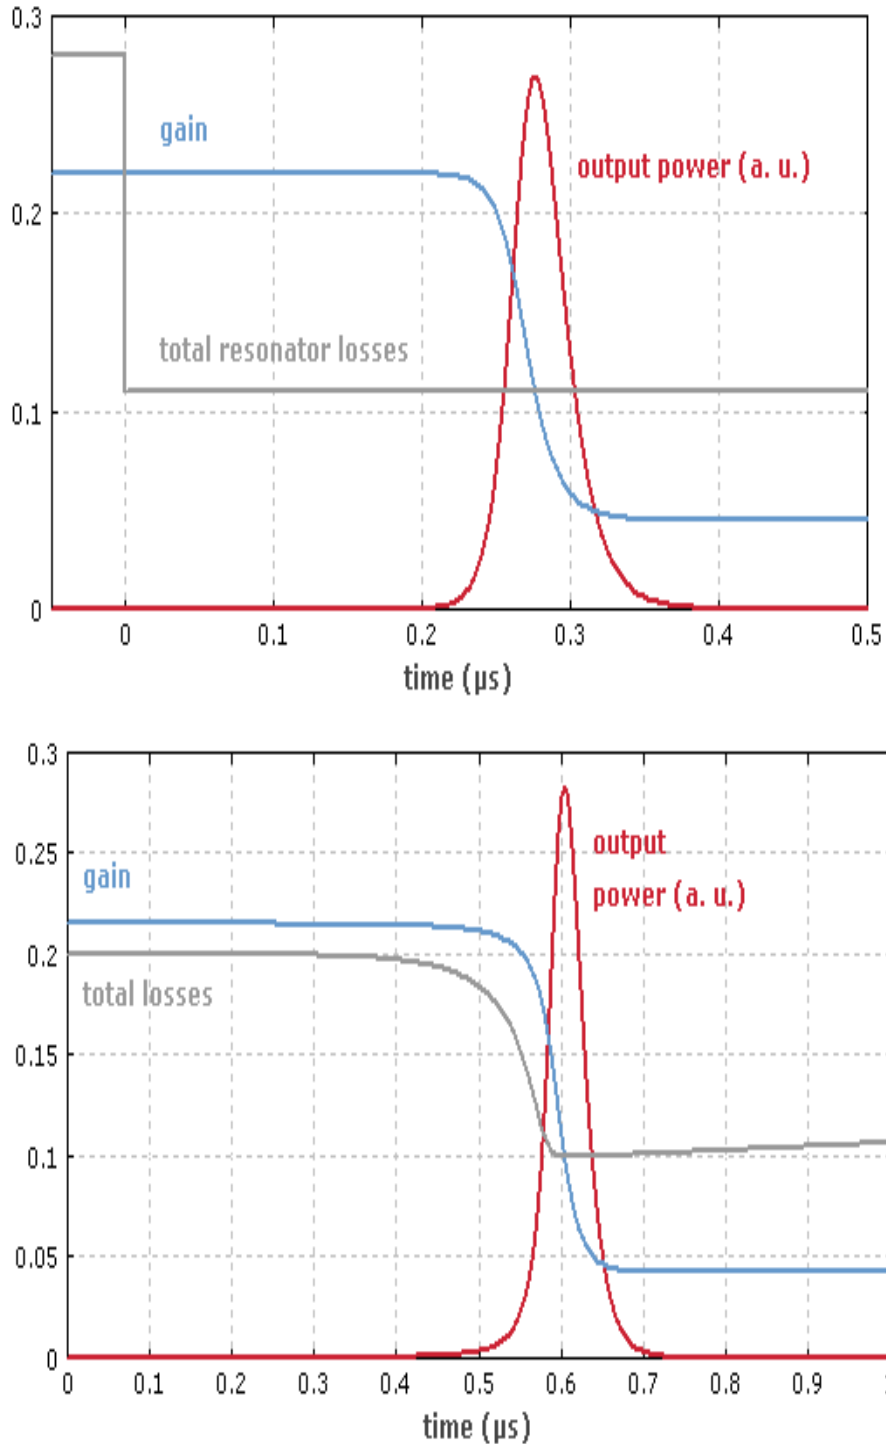 0.3
gain
output power (a. u.)
0.2
total resonator losses
0.1
0
0 0.1 0.2 0.3 0.4 0.5
time (µs)
0.3
output
0.25
gain
power (a. u.)
0.2
total losses
0.15
0.1
0.05
0
0 0.1 0.2 0.3 0.4 0.5 0.6 0.7 0.8 0.9
time (µs)